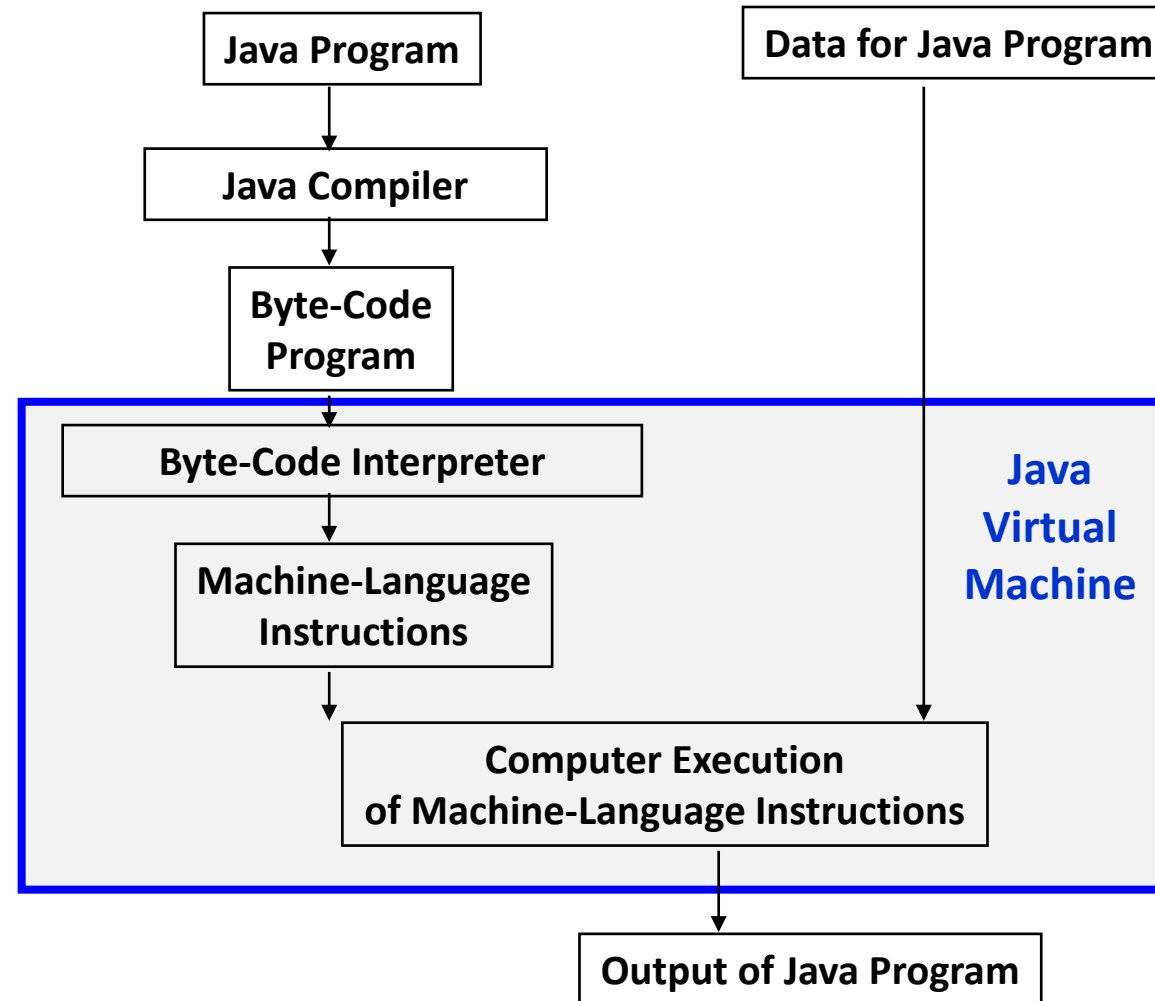 Java Program
Data for Java Program
Java Compiler
Byte-Code
Program
Byte-Code Interpreter
Java
Virtual
Machine
Machine-Language
Instructions
Computer Execution
of Machine-Language Instructions
Output of Java Program